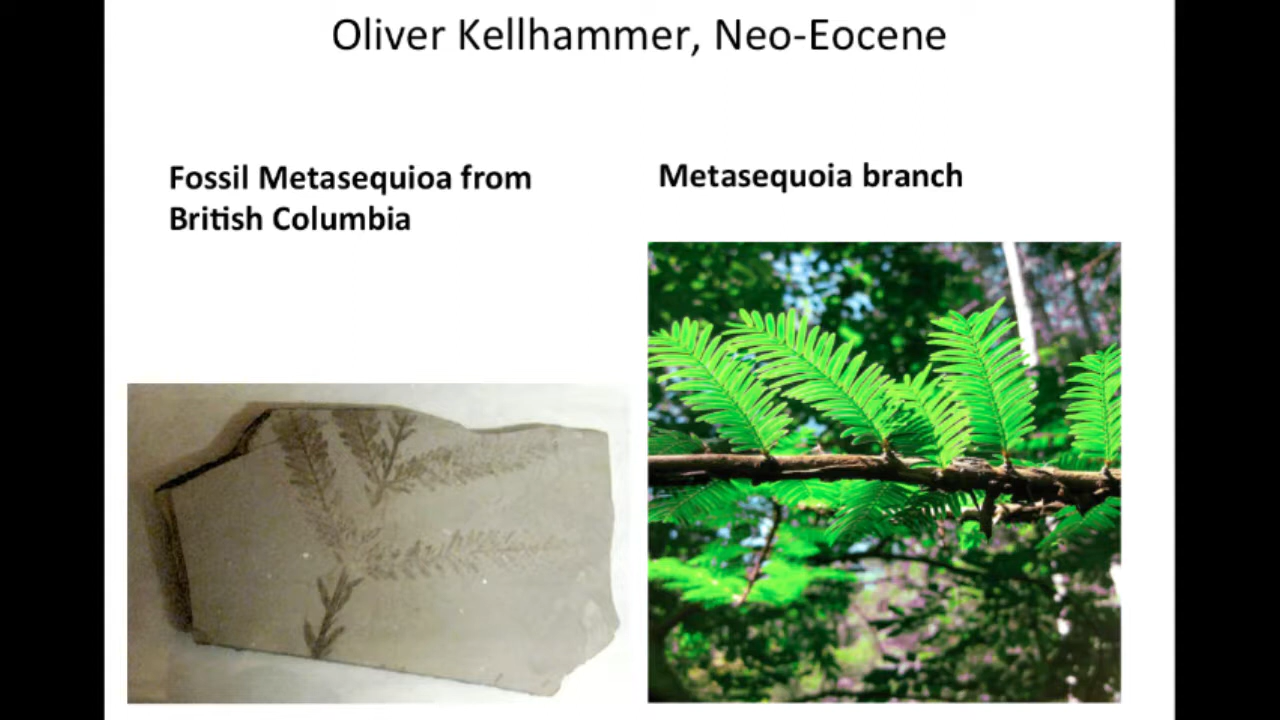 Oliver Kellhammer, Neo-Eocene
Fossil Metasequioa from
British Columbia
Metasequoia branch